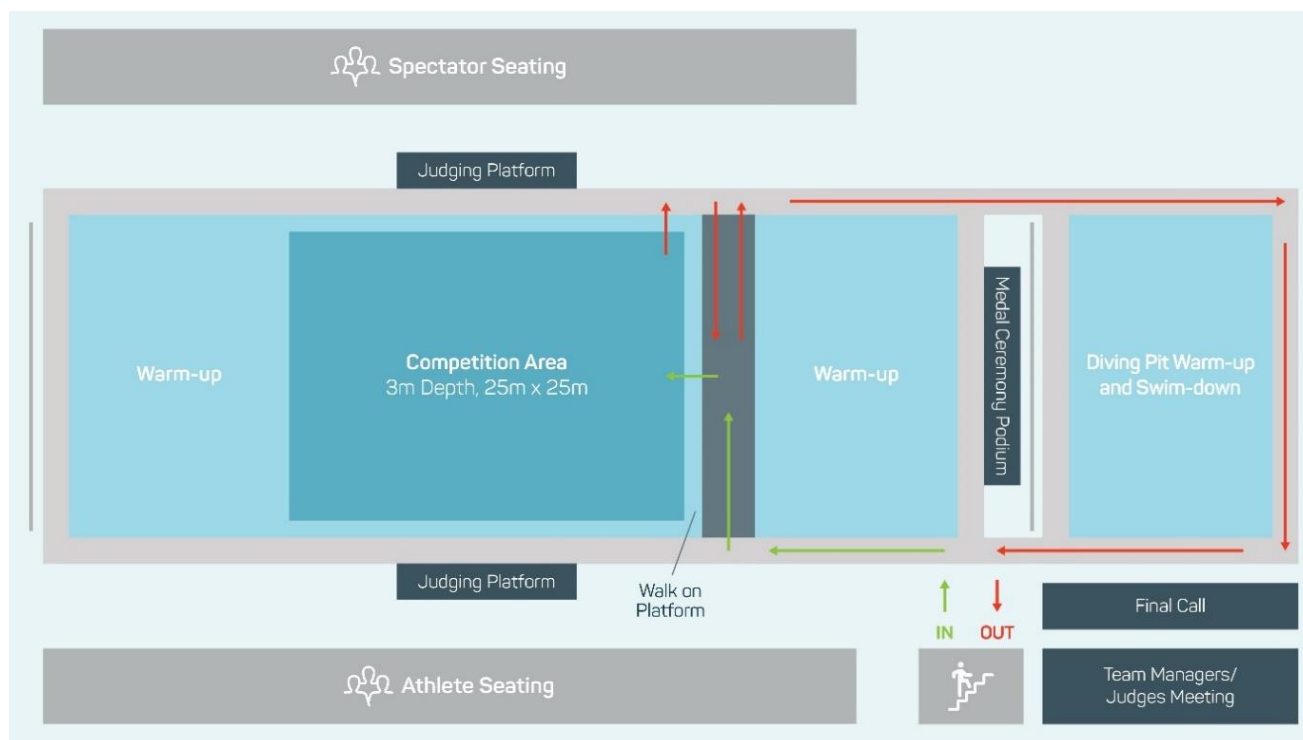 Spectator Seating
Judging Platform
Warm-up
Competition Area
3m Depth, 25m x 25m
Warm-up
Medal Ceremony Podium
Diving Pit Warm-up
and Swim-down
Judging Platform
Walk on
Platform
IN
OUT
Final Call
Athlete Seating
Team Managers/
Judges Meeting